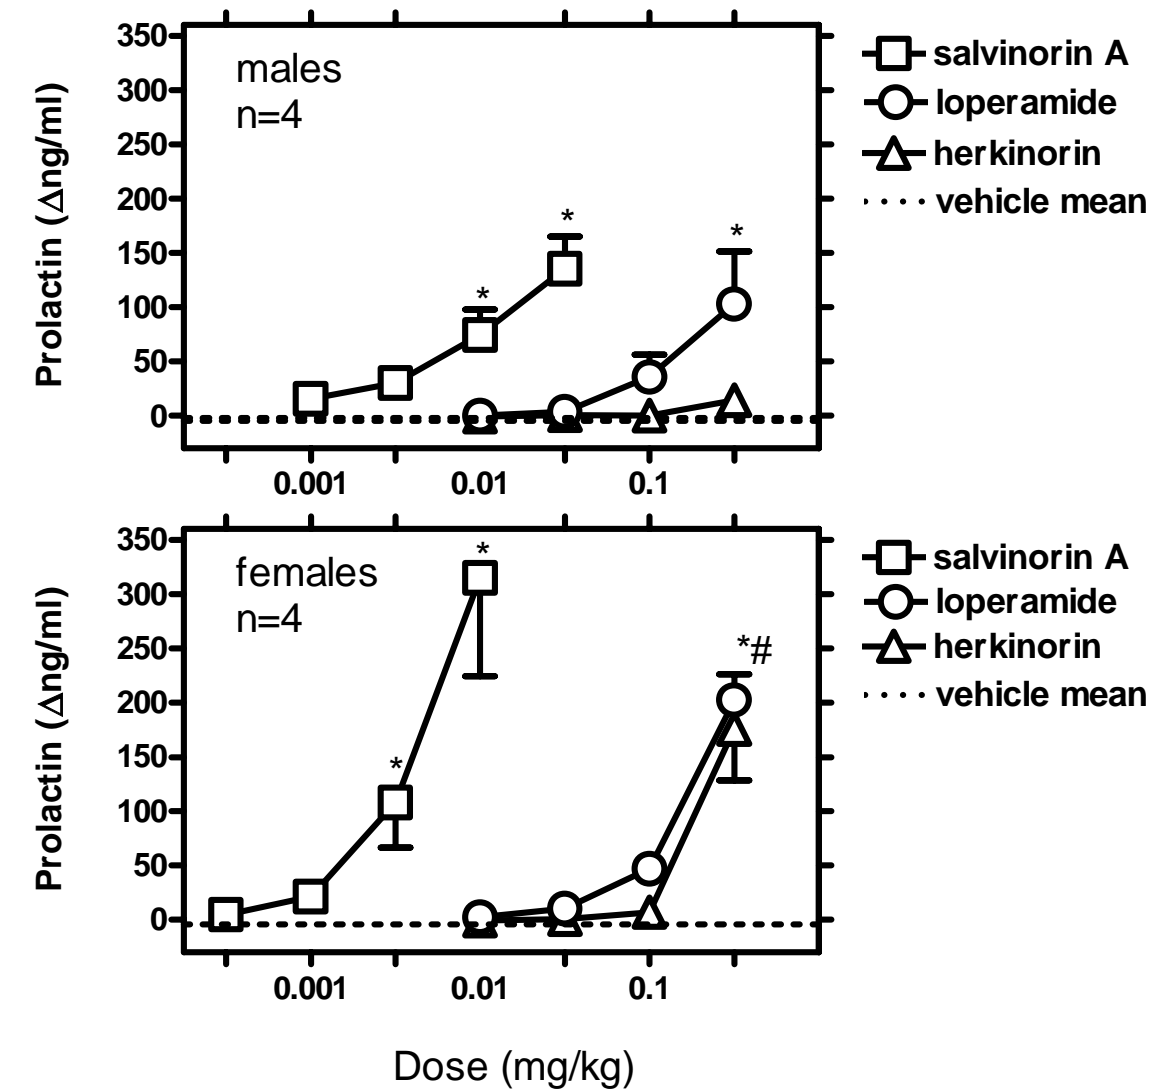 350
300
250
200
150
100
50
0
Prolactin (Δng/ml)
males
n=4
*
*
*
0.001
0.01
0.1
salvinorin A
loperamide
herkinorin
vehicle mean
350
300
250
200
150
100
50
0
Prolactin (Δng/ml)
females
n=4
*
*
*#
0.001
0.01
0.1
salvinorin A
loperamide
herkinorin
vehicle mean
Dose (mg/kg)